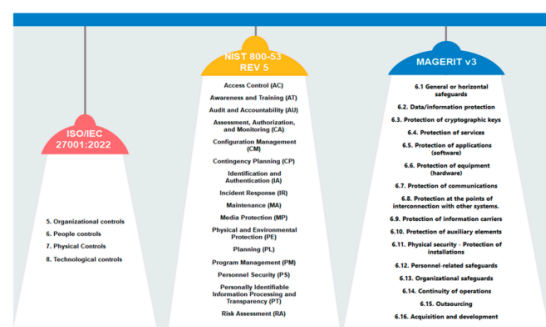 ISO/IEC
27001:2022
5. Organizational controls
6. People controls
7. Physical Controls
8. Technological controls
NIST 800-53
REV 5
Access Control (AC)
Awareness and Training (AT)
Audit and Accountability (AU)
Assessment, Authorization,
and Monitoring (CA)
Configuration Management
(CM)
Contingency Planning (CP)
Identification and
Authentication (IA)
Incident Response (IR)
Maintenance (MA)
Media Protection (MP)
Physical and Environmental
Protection (PE)
Planning (PL)
Program Management (PM)
Personnel Security (PS)
Personally Identifiable
Information Processing and
Transparency (PT)
Risk Assessment (RA)
MAGERIT v3
6.1 General or horizontal
safeguards
6.2. Data/information protection
6.3. Protection of cryptographic keys
6.4. Protection of services
6.5. Protection of applications
(software)
6.6. Protection of equipment
(hardware)
6.7. Protection of communications
6.8. Protection at the points of
interconnection with other systems.
6.9. Protection of information carriers
6.10. Protection of auxiliary elements
6.11. Physical security - Protection of
installations
6.12. Personnel-related safeguards
6.13. Organizational safeguards
6.14. Continuity of operations
6.15. Outsourcing
6.16. Acquisition and development